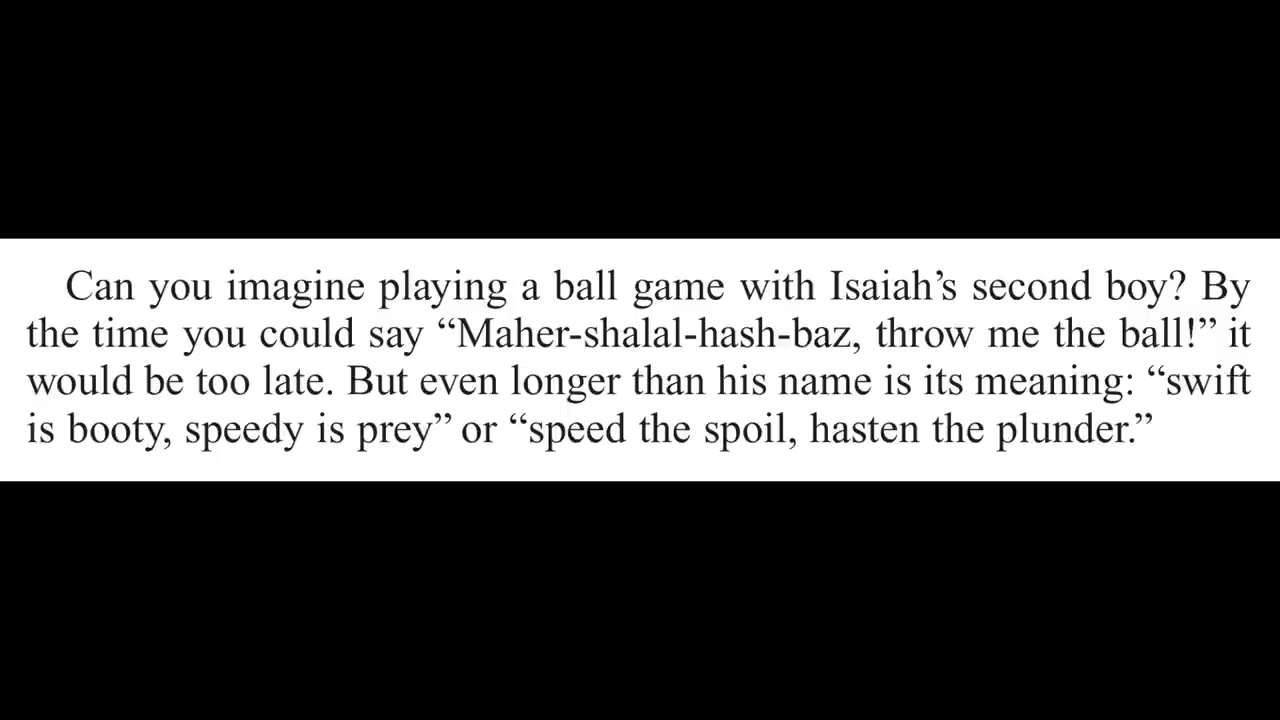 Can you imagine playing a ball game with Isaiah’s second boy? By
the time you could say “Maher-shalal-hash-baz, throw me the ball!” it
would be too late. But even longer than his name is its meaning: “swift
is booty, speedy is prey” or “speed the spoil, hasten the plunder.”